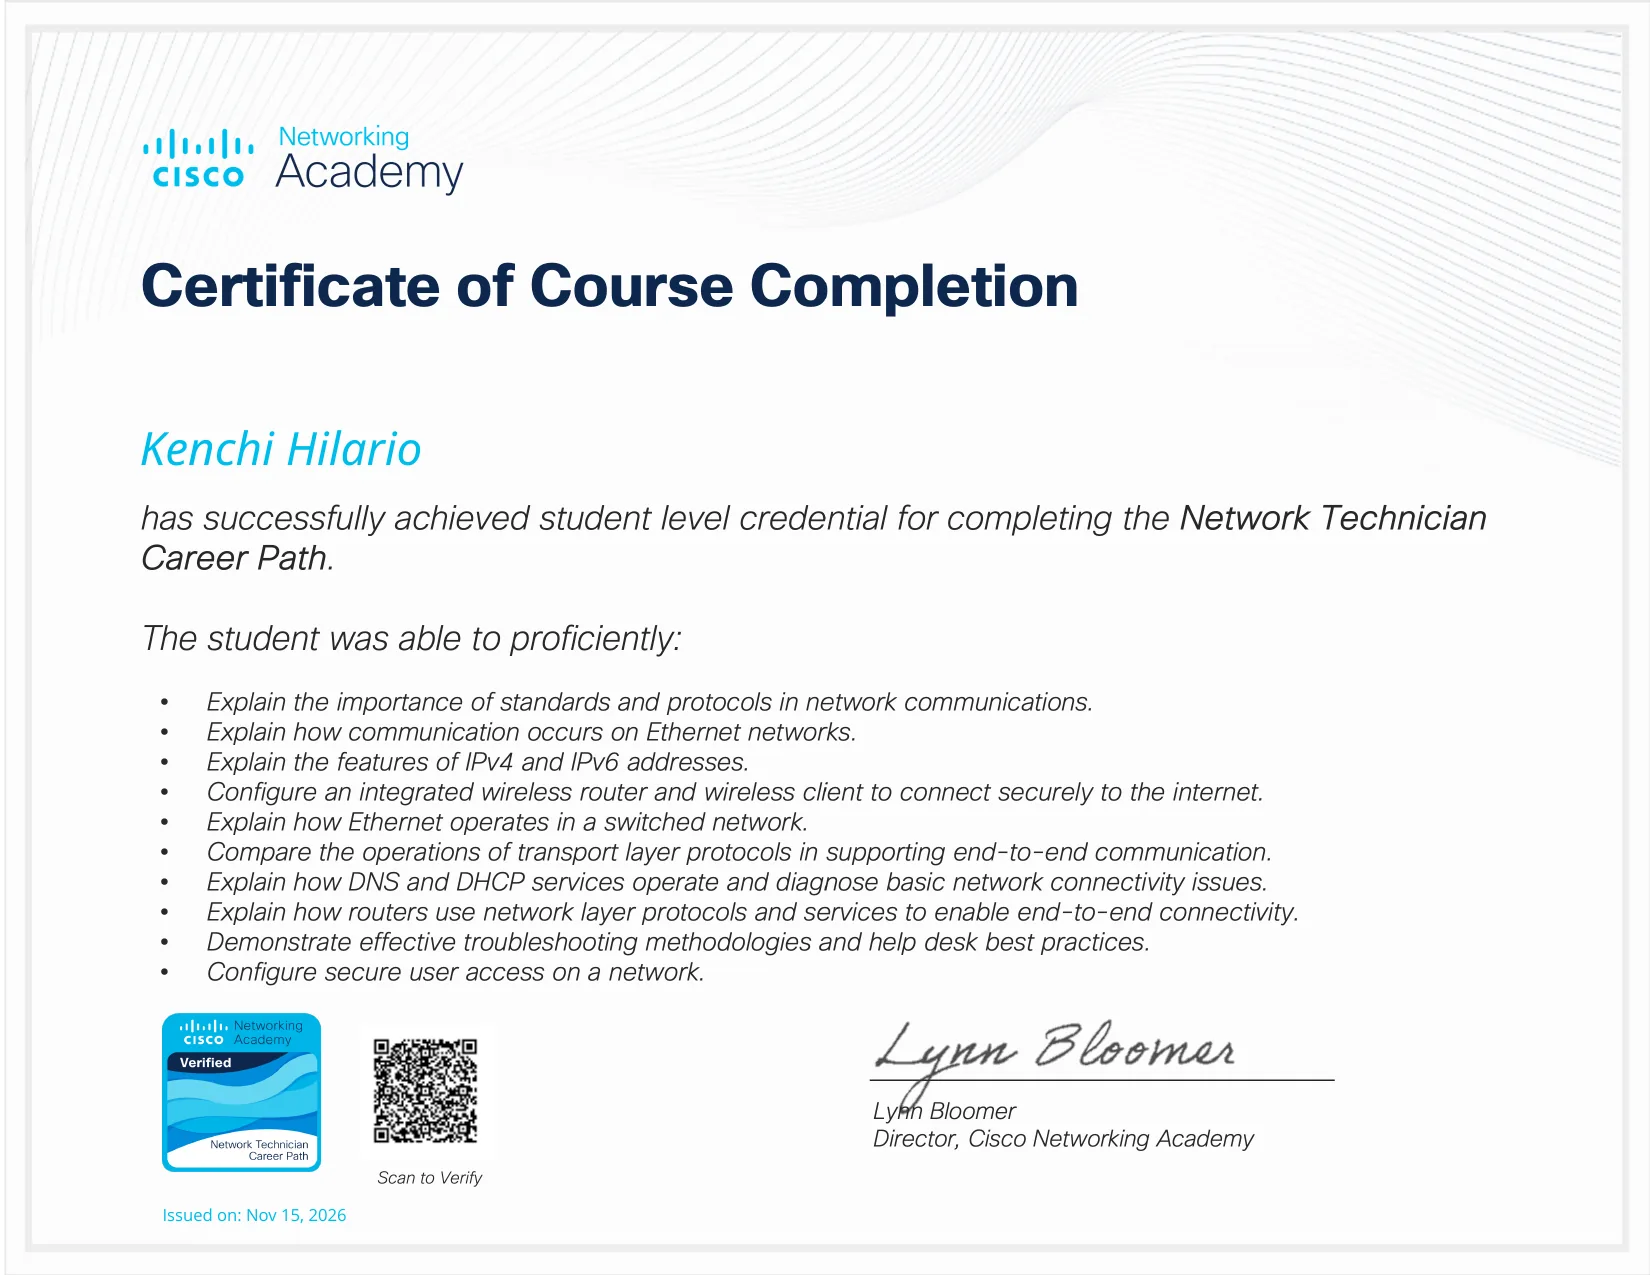 CISCO Networking Academy
Certificate of Course Completion
Kenchi Hilario
has successfully achieved student level credential for completing the Network Technician
Career Path.
The student was able to proficiently:
• Explain the importance of standards and protocols in network communications.
• Explain how communication occurs on Ethernet networks.
• Explain the features of IPv4 and IPv6 addresses.
• Configure an integrated wireless router and wireless client to connect securely to the internet.
• Explain how Ethernet operates in a switched network.
• Compare the operations of transport layer protocols in supporting end-to-end communication.
• Explain how DNS and DHCP services operate and diagnose basic network connectivity issues.
• Explain how routers use network layer protocols and services to enable end-to-end connectivity.
• Demonstrate effective troubleshooting methodologies and help desk best practices.
• Configure secure user access on a network.
CISCO Networking Academy
Verified
Network Technician
Career Path
Scan to Verify
Issued on: Nov 15, 2026
Lynn Bloomer
Lynn Bloomer
Director, Cisco Networking Academy